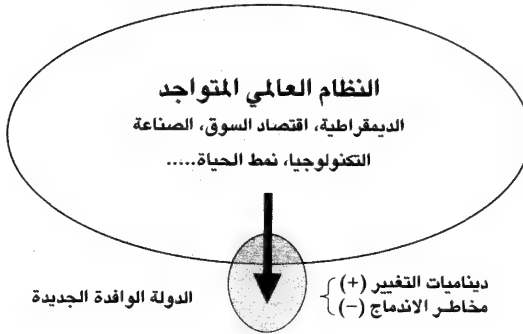 النظام العالمي المتواجد
الديمقراطية، اقتصاد السوق، الصناعة
التكنولوجيا، نمط الحياة.....
ديناميات التغيير (+)
مخاطر الاندماج (–)
الدولة الوافدة الجديدة